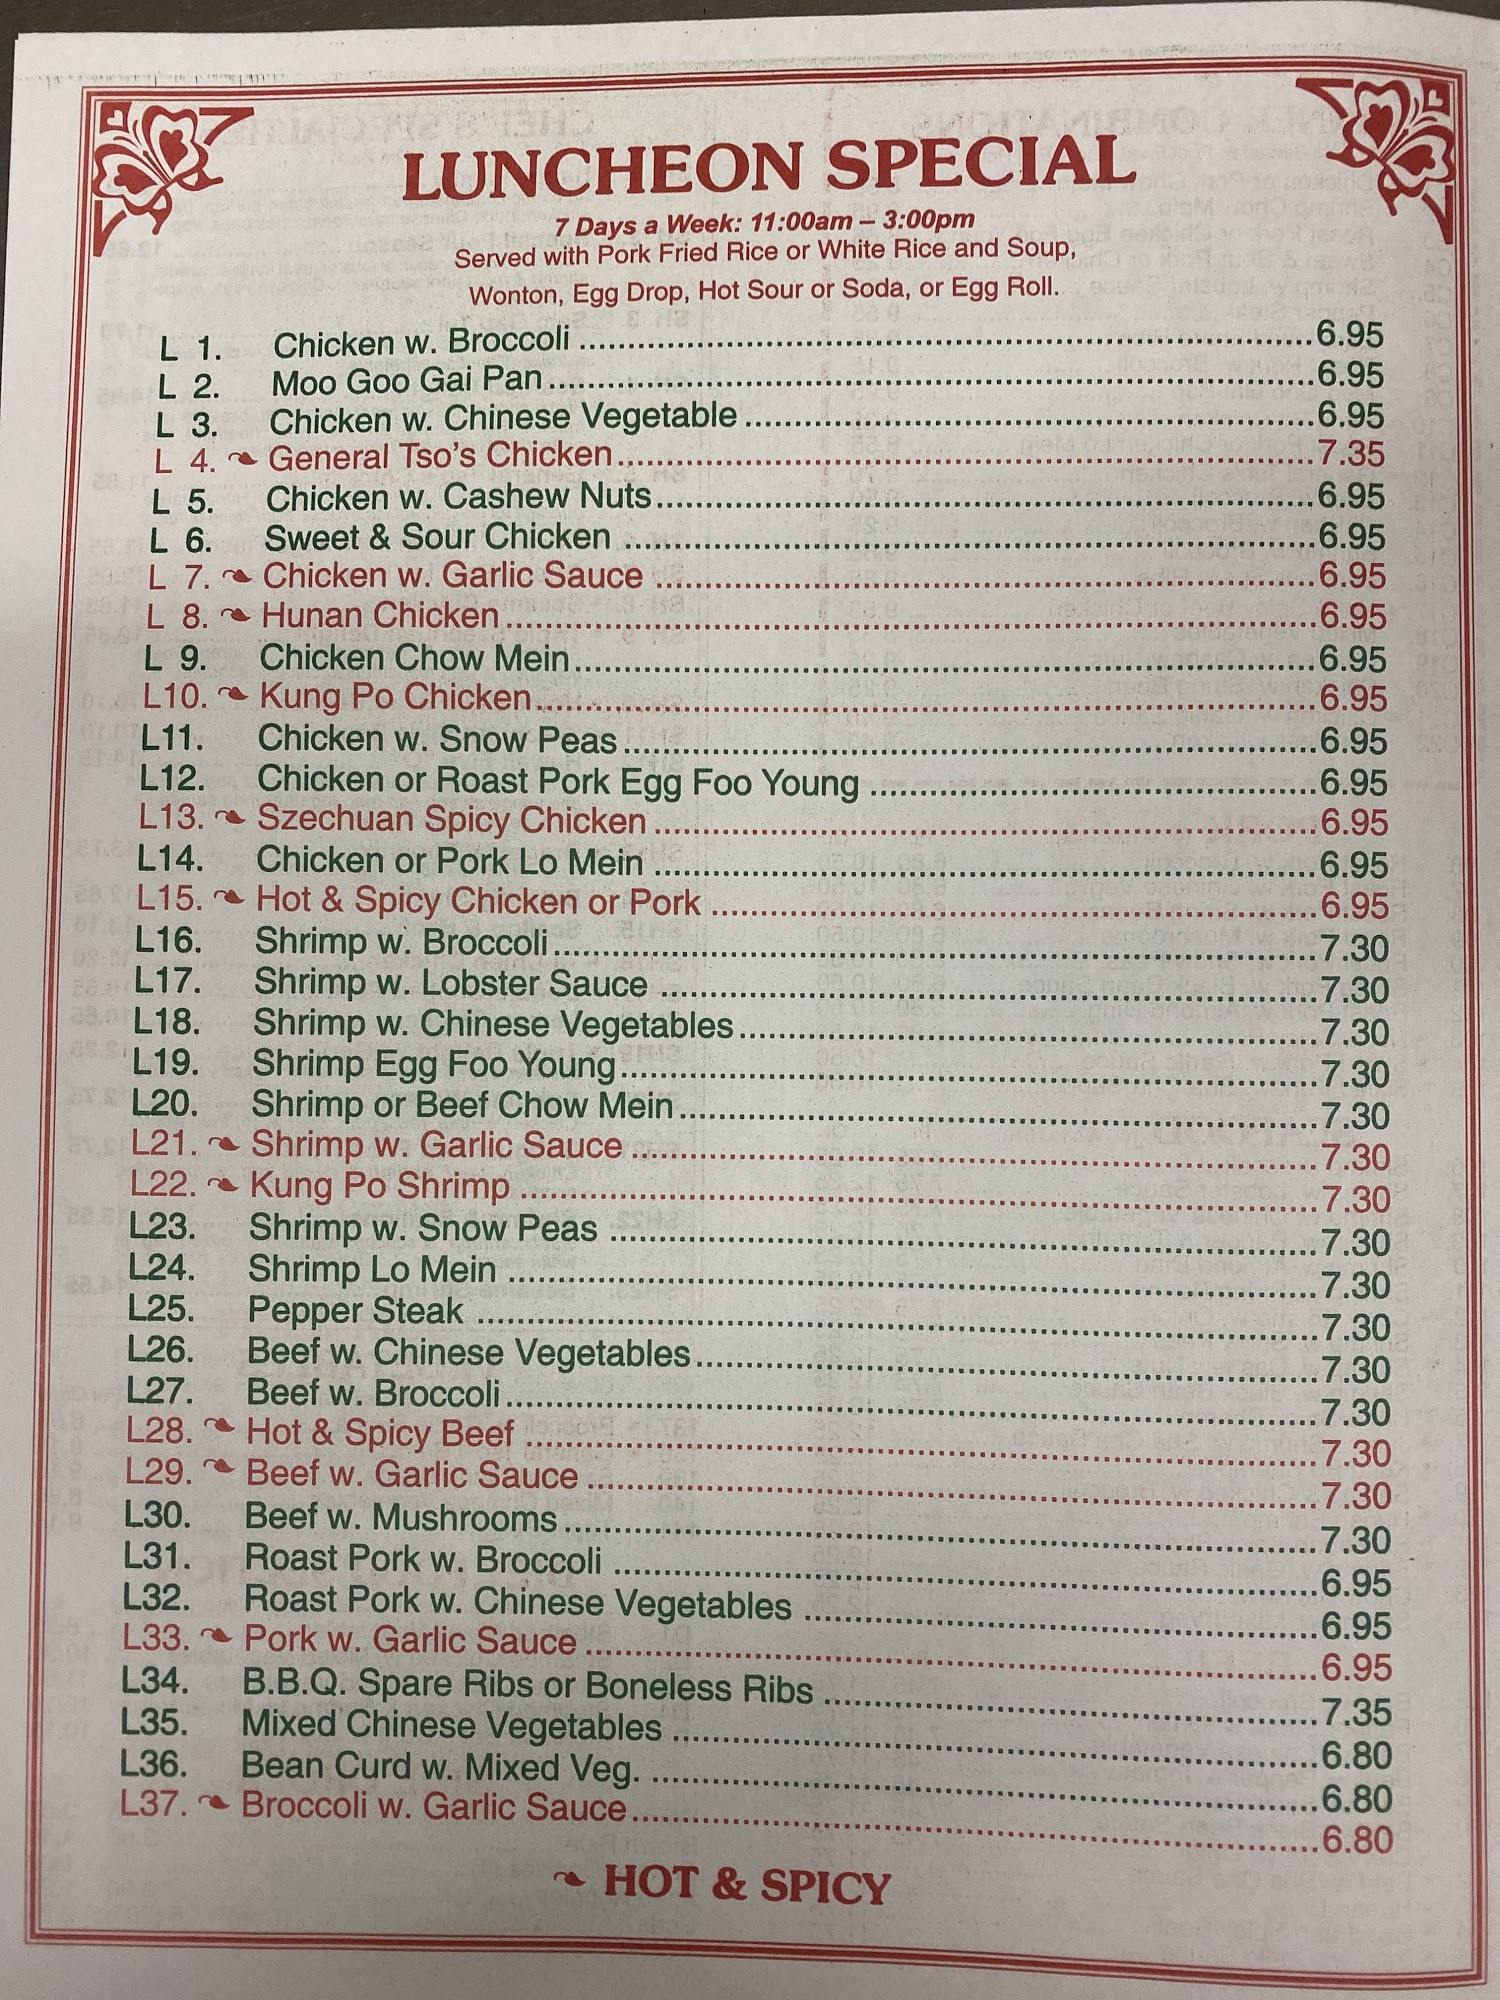 LUNCHEON SPECIAL
7 Days a Week: 11:00am – 3:00pm
Served with Pork Fried Rice or White Rice and Soup,
Wonton, Egg Drop, Hot Sour or Soda, or Egg Roll.
L 1. Chicken w. Broccoli 6.95
L 2. Moo Goo Gai Pan 6.95
L 3. Chicken w. Chinese Vegetable 6.95
L 4. General Tso's Chicken 7.35
L 5. Chicken w. Cashew Nuts 6.95
L 6. Sweet & Sour Chicken 6.95
L 7. Chicken w. Garlic Sauce 6.95
L 8. Hunan Chicken 6.95
L 9. Chicken Chow Mein 6.95
L10. Kung Po Chicken 6.95
L11. Chicken w. Snow Peas 6.95
L12. Chicken or Roast Pork Egg Foo Young 6.95
L13. Szechuan Spicy Chicken 6.95
L14. Chicken or Pork Lo Mein 6.95
L15. Hot & Spicy Chicken or Pork 6.95
L16. Shrimp w. Broccoli 7.30
L17. Shrimp w. Lobster Sauce 7.30
L18. Shrimp w. Chinese Vegetables 7.30
L19. Shrimp Egg Foo Young 7.30
L20. Shrimp or Beef Chow Mein 7.30
L21. Shrimp w. Garlic Sauce 7.30
L22. Kung Po Shrimp 7.30
L23. Shrimp w. Snow Peas 7.30
L24. Shrimp Lo Mein 7.30
L25. Pepper Steak 7.30
L26. Beef w. Chinese Vegetables 7.30
L27. Beef w. Broccoli 7.30
L28. Hot & Spicy Beef 7.30
L29. Beef w. Garlic Sauce 7.30
L30. Beef w. Mushrooms 7.30
L31. Roast Pork w. Broccoli 6.95
L32. Roast Pork w. Chinese Vegetables 6.95
L33. Pork w. Garlic Sauce 6.95
L34. B.B.Q. Spare Ribs or Boneless Ribs 7.35
L35. Mixed Chinese Vegetables 6.80
L36. Bean Curd w. Mixed Veg. 6.80
L37. Broccoli w. Garlic Sauce 6.80
HOT & SPICY